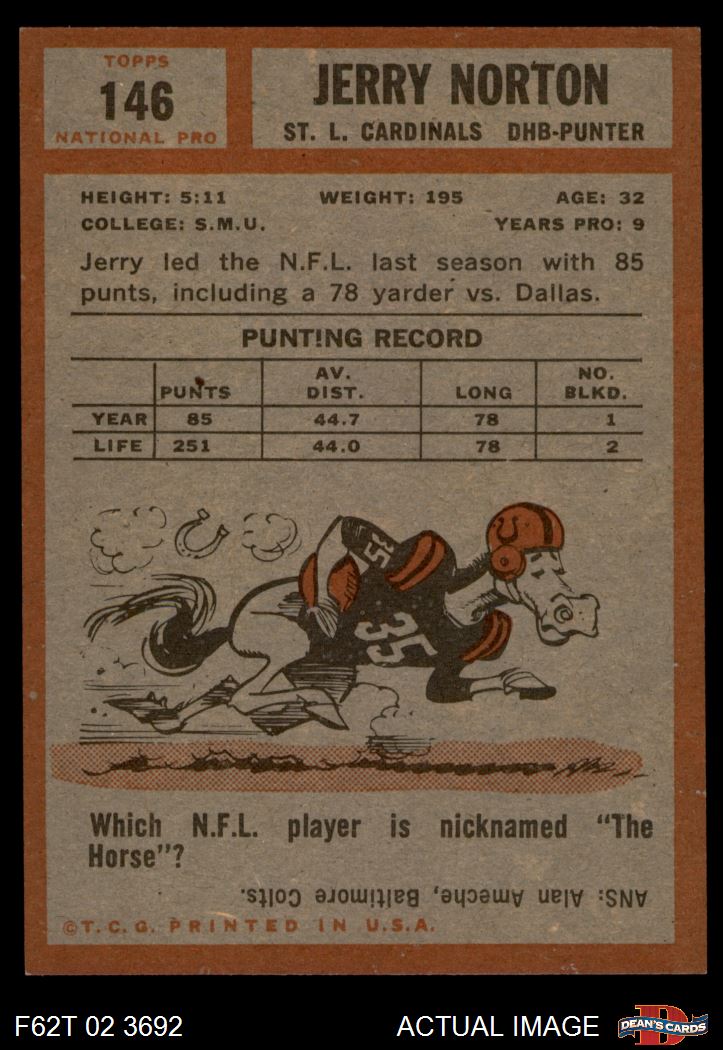 TOPPS
146
NATIONAL PRO
JERRY NORTON
ST. L. CARDINALS DHB-PUNTER
HEIGHT: 5:11 WEIGHT: 195 AGE: 32
COLLEGE: S.M.U. YEARS PRO: 9
Jerry led the N.F.L. last season with 85
punts, including a 78 yarder vs. Dallas.
PUNTING RECORD
PUNTS AV. DIST. LONG NO. BLKD.
YEAR 85 44.7 78 1
LIFE 251 44.0 78 2
35
35
Which N.F.L. player is nicknamed “The
Horse”?
ANS: Alan Ameche, Baltimore Colts.
©T.C.G. PRINTED IN U.S.A.
F62T 02 3692 ACTUAL IMAGE D DEAN'S CARDS